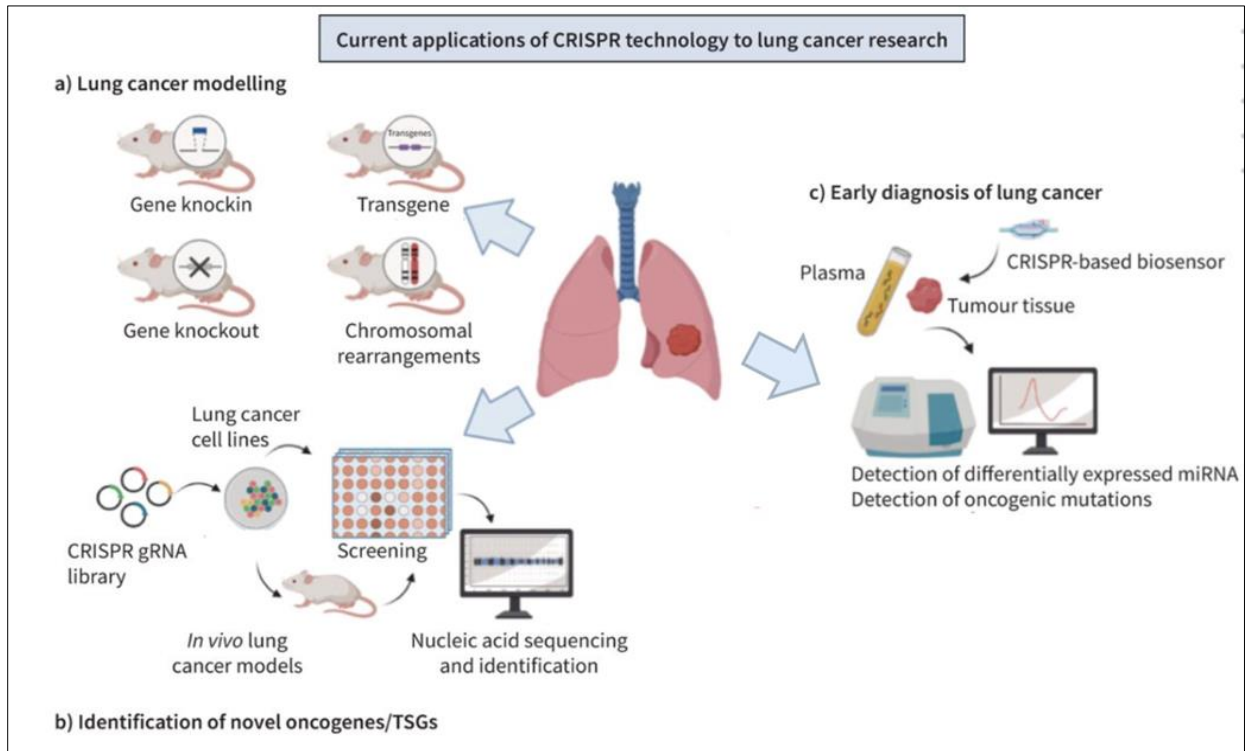 Current applications of CRISPR technology to lung cancer research
a) Lung cancer modelling
Gene knockin
Transgenes
Transgene
Gene knockout
Chromosomal
rearrangements
c) Early diagnosis of lung cancer
CRISPR-based biosensor
Plasma
Tumour tissue
Detection of differentially expressed miRNA
Detection of oncogenic mutations
Lung cancer
cell lines
CRISPR gRNA
library
Screening
In vivo lung
cancer models
Nucleic acid sequencing
and identification
b) Identification of novel oncogenes/TSGs